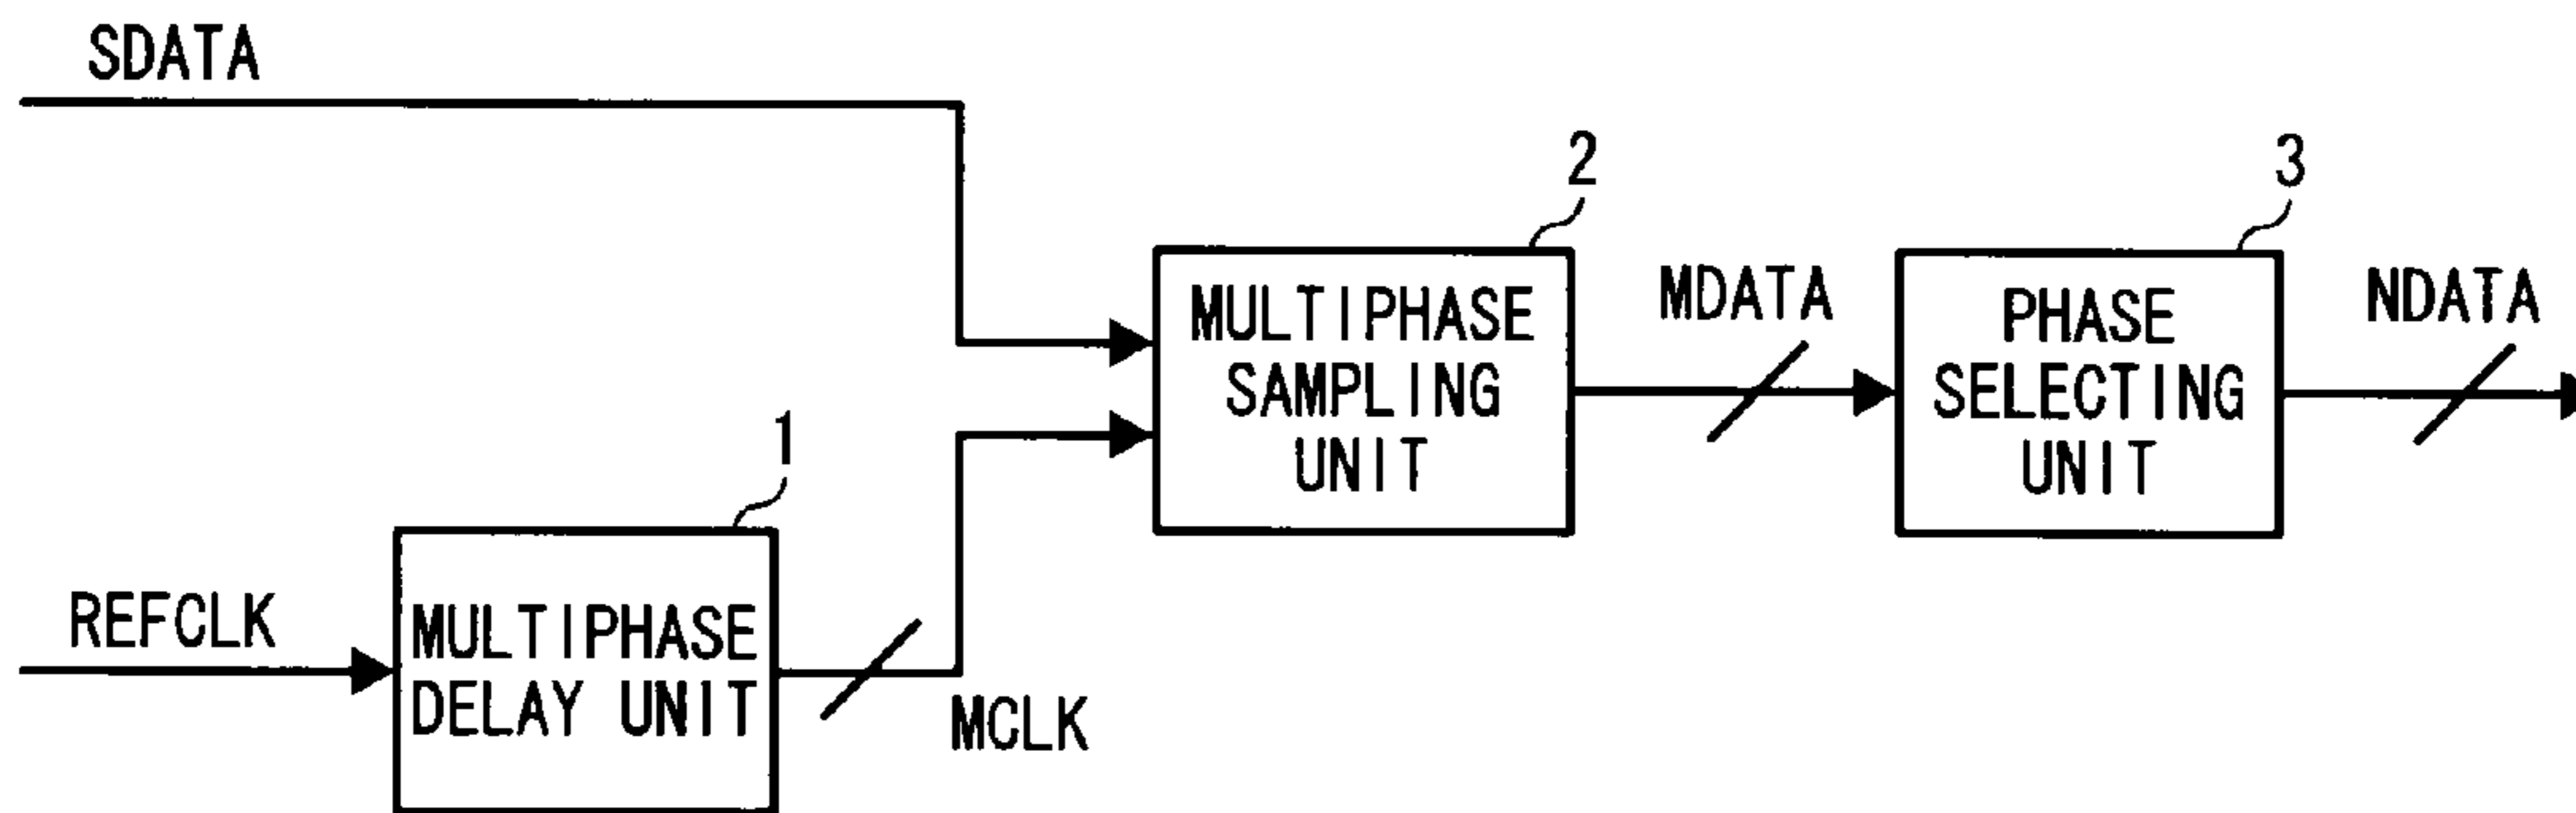 SDATA
2
3
MULTIPHASE
SAMPLING
UNIT
MDATA
PHASE
SELECTING
UNIT
NDATA
1
REFCLK
MULTIPHASE
DELAY UNIT
MCLK